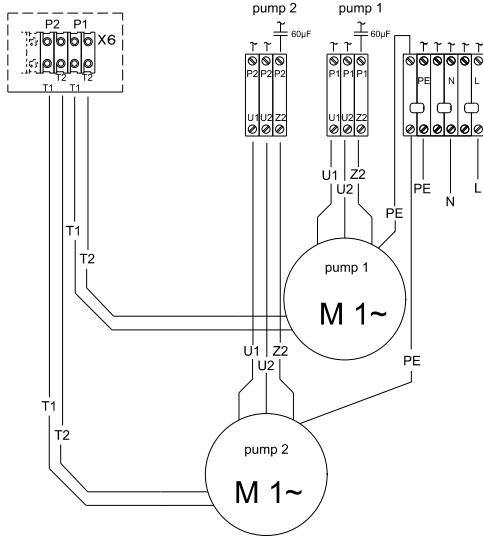 pump 2 pump 1
60µF 60µF
P2 P1 X6
T2 T2
T1 T1
P2 P2 P2 P1 P1 P1
PE N L
U1 U2 Z2 U1 U2 Z2
U1 Z2
U2
PE N L
PE
T1
T2
pump 1
M 1~
U1 Z2
U2
PE
T1
T2
pump 2
M 1~